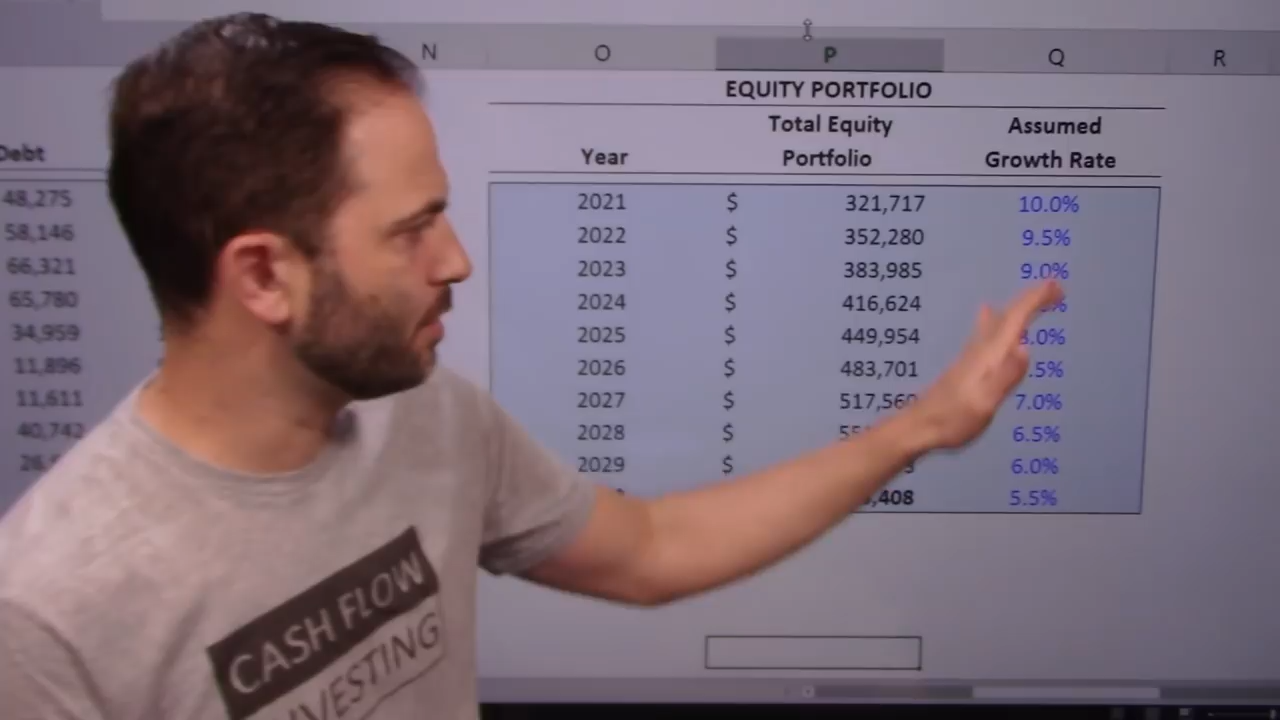 N O P Q R
EQUITY PORTFOLIO
Total Equity Assumed
Debt Year Portfolio Growth Rate
48,275 2021 $ 321,717 10.0%
58,146 2022 $ 352,280 9.5%
66,321 2023 $ 383,985 9.0%
65,780 2024 $ 416,624
34,959 2025 $ 449,954
11,896 2026 $ 483,701
11,611 2027 $ 517,560 7.0%
40,742 2028 $ 6.5%
2029 $ 6.0%
5.5%
CASH FLOW